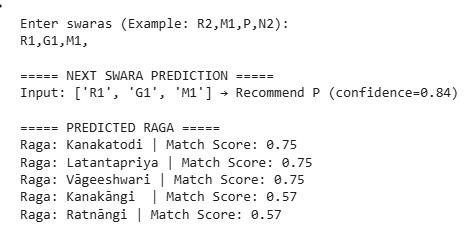 Enter swaras (Example: R2,M1,P,N2):
R1,G1,M1,
===== NEXT SWARA PREDICTION =====
Input: ['R1', 'G1', 'M1'] → Recommend P (confidence=0.84)
===== PREDICTED RAGA =====
Raga: Kanakatodi | Match Score: 0.75
Raga: Latantapriya | Match Score: 0.75
Raga: Vāgeeshwari | Match Score: 0.75
Raga: Kanakāngi  | Match Score: 0.57
Raga: Ratnāngi | Match Score: 0.57